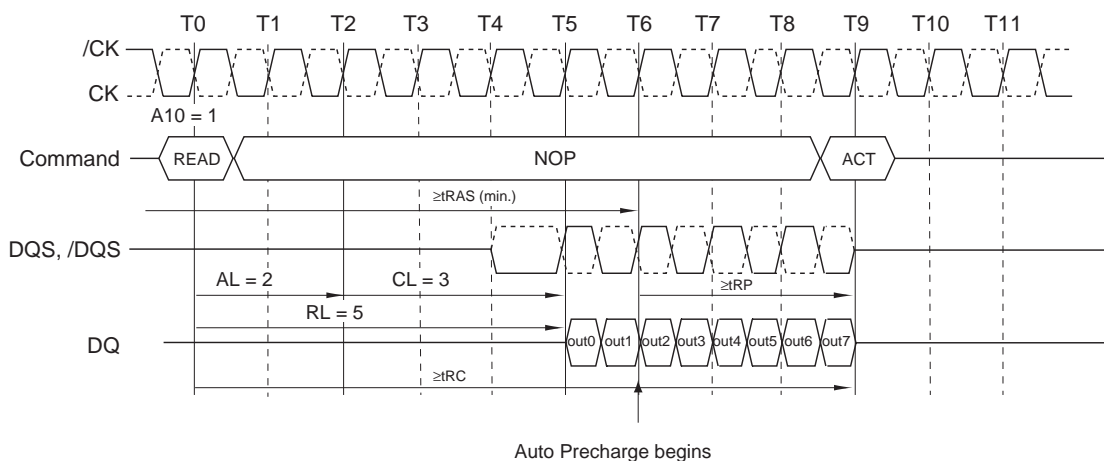 T0 T1 T2 T3 T4 T5 T6 T7 T8 T9 T10 T11
/CK
CK
A10 = 1
Command READ NOP ACT
≥tRAS (min.)
DQS, /DQS
AL = 2 CL = 3 ≥tRP
RL = 5
DQ out0 out1 out2 out3 out4 out5 out6 out7
≥tRC
Auto Precharge begins